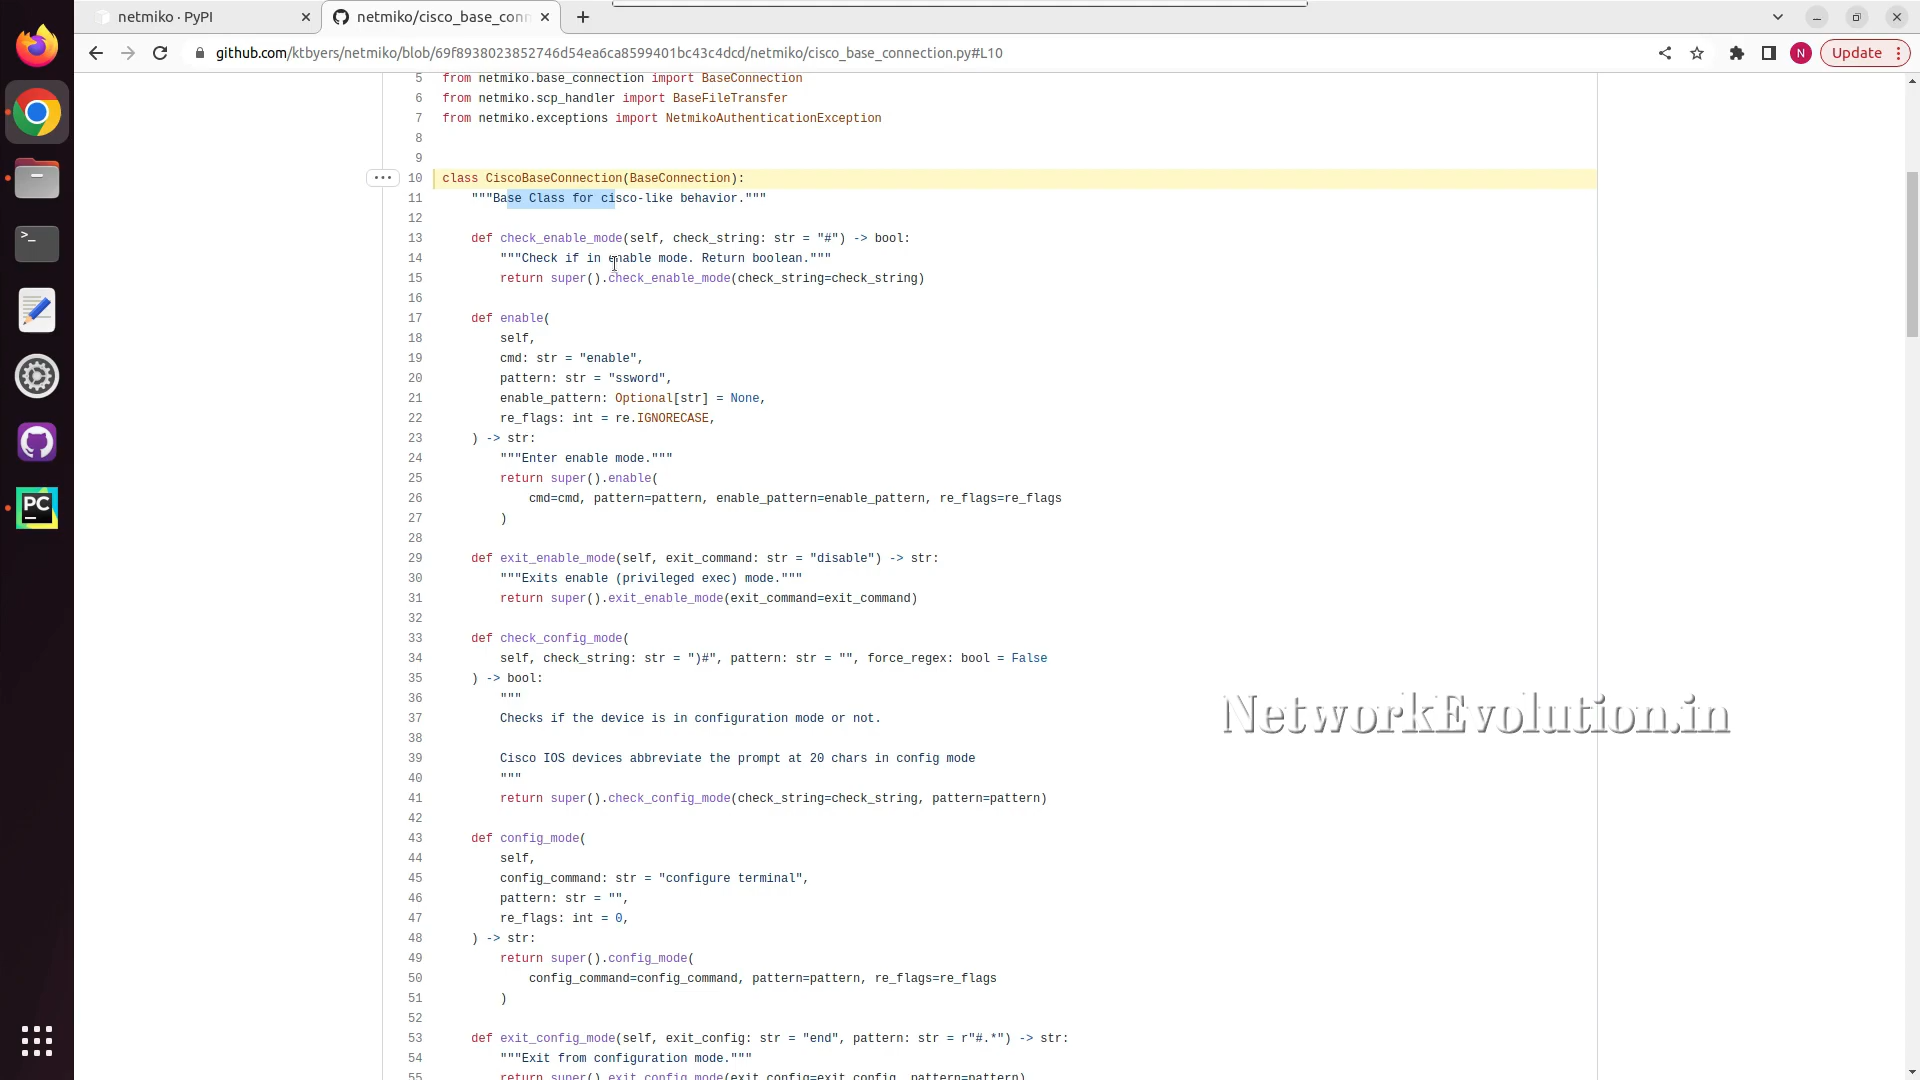 netmiko · PyPI
netmiko/cisco_base_conn
github.com/ktbyers/netmiko/blob/69f8938023852746d54ea6ca8599401bc43c4dcd/netmiko/cisco_base_connection.py#L10
N
Update
5 from netmiko.base_connection import BaseConnection
6 from netmiko.scp_handler import BaseFileTransfer
7 from netmiko.exceptions import NetmikoAuthenticationException
8
9
10 class CiscoBaseConnection(BaseConnection):
11 """Base Class for cisco-like behavior."""
12
13 def check_enable_mode(self, check_string: str = "#") -> bool:
14 """Check if in enable mode. Return boolean."""
15 return super().check_enable_mode(check_string=check_string)
16
17 def enable(
18 self,
19 cmd: str = "enable",
20 pattern: str = "ssword",
21 enable_pattern: Optional[str] = None,
22 re_flags: int = re.IGNORECASE,
23 ) -> str:
24 """Enter enable mode."""
25 return super().enable(
26 cmd=cmd, pattern=pattern, enable_pattern=enable_pattern, re_flags=re_flags
27 )
28
29 def exit_enable_mode(self, exit_command: str = "disable") -> str:
30 """Exits enable (privileged exec) mode."""
31 return super().exit_enable_mode(exit_command=exit_command)
32
33 def check_config_mode(
34 self, check_string: str = ")#", pattern: str = "", force_regex: bool = False
35 ) -> bool:
36 """
37 Checks if the device is in configuration mode or not.
38
39 Cisco IOS devices abbreviate the prompt at 20 chars in config mode
40 """
41 return super().check_config_mode(check_string=check_string, pattern=pattern)
42
43 def config_mode(
44 self,
45 config_command: str = "configure terminal",
46 pattern: str = "",
47 re_flags: int = 0,
48 ) -> str:
49 return super().config_mode(
50 config_command=config_command, pattern=pattern, re_flags=re_flags
51 )
52
53 def exit_config_mode(self, exit_config: str = "end", pattern: str = r"#.*") -> str:
54 """Exit from configuration mode."""
55 return super().exit_config_mode(exit_config=exit_config, pattern=pattern)
NetworkEvolution.in
PC